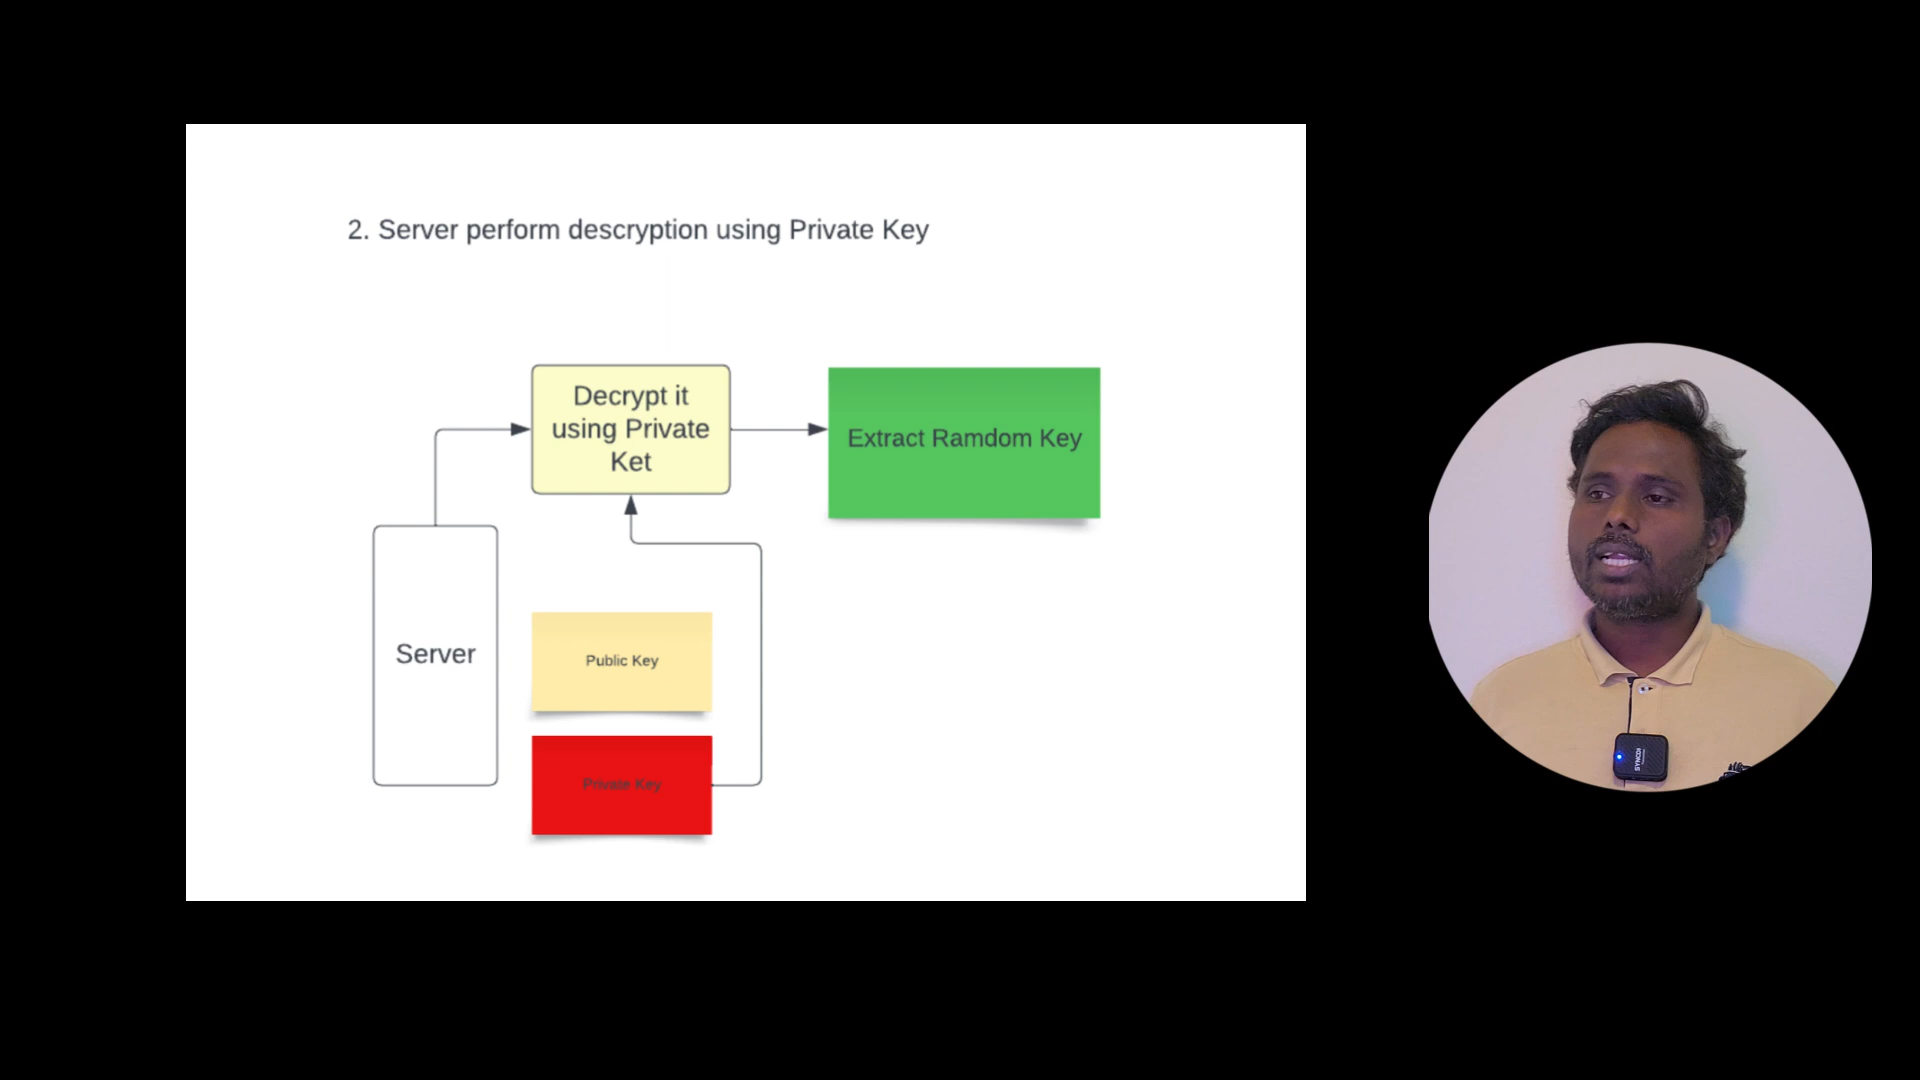 2. Server perform descryption using Private Key
Decrypt it
using Private
Ket
Extract Ramdom Key
Server
Public Key
Private Key
SYNCO